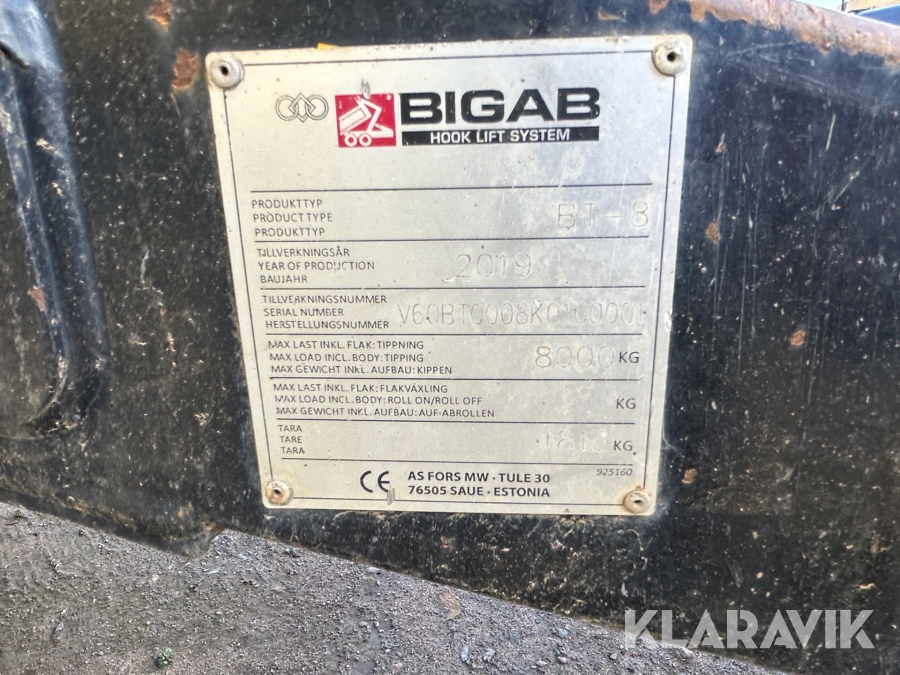 BIGAB
HOOK LIFT SYSTEM
PRODUKTTYP
PRODUCT TYPE
PRODUKTTYP
BT-8
TILLVERKNINGSÅR
YEAR OF PRODUCTION
BAUJAHR
2019
TILLVERKNINGSNUMMER
SERIAL NUMBER
HERSTELLUNGSNUMMER
V60BT0008K0100001
MAX LAST INKL. FLAK: TIPPNING
MAX LOAD INCL. BODY: TIPPING
MAX GEWICHT INKL. AUFBAU: KIPPEN
8000 KG
MAX LAST INKL. FLAK: FLAKVÄXLING
MAX LOAD INCL. BODY: ROLL ON/ROLL OFF
MAX GEWICHT INKL. AUFBAU: AUF-ABROLLEN
KG
TARA
TARE
TARA
KG
925160
CE
AS FORS MW · TULE 30
76505 SAUE · ESTONIA
KLARAVIK